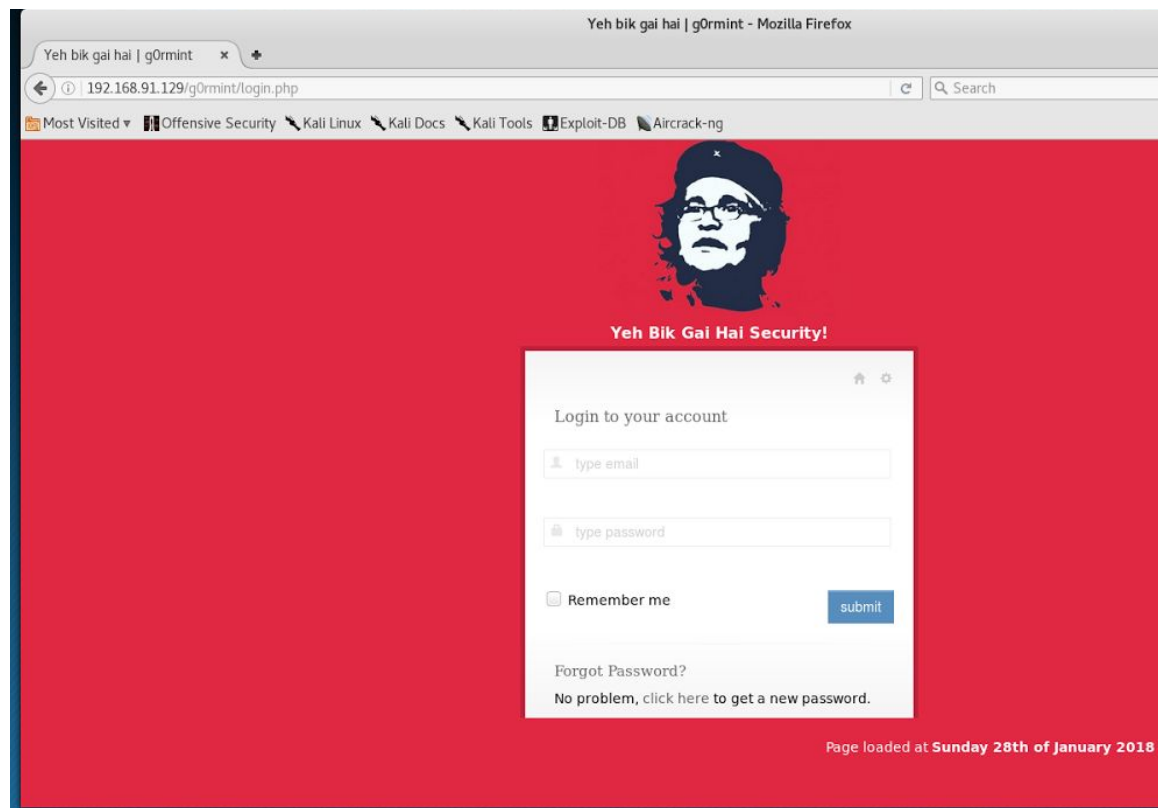 Yeh bik gai hai | g0rmint - Mozilla Firefox
Yeh bik gai hai | g0rmint
192.168.91.129/g0rmint/login.php
Search
Most Visited Offensive Security Kali Linux Kali Docs Kali Tools Exploit-DB Aircrack-ng
Yeh Bik Gai Hai Security!
Login to your account
type email
type password
Remember me
submit
Forgot Password?
No problem, click here to get a new password.
Page loaded at Sunday 28th of January 2018